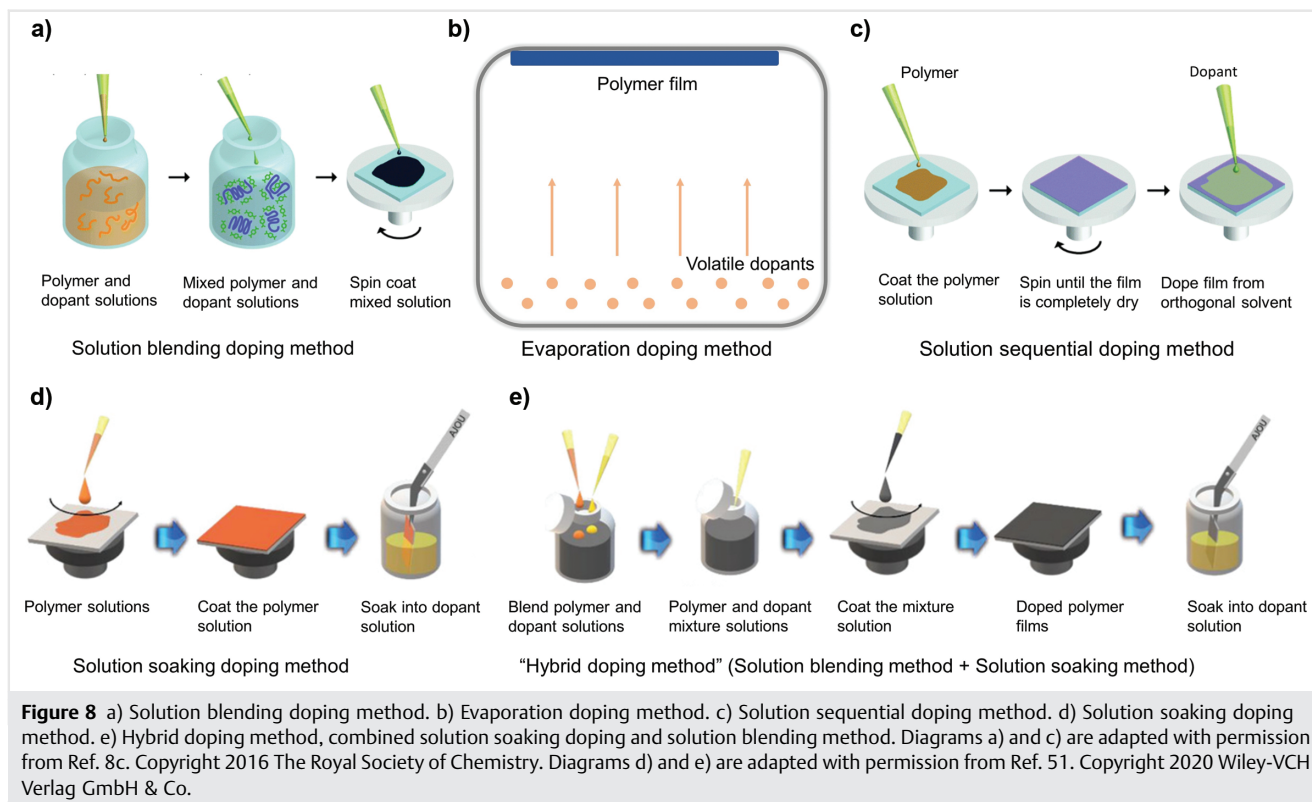 a)
Polymer and
dopant solutions
Mixed polymer and
dopant solutions
Spin coat
mixed solution
Solution blending doping method
b)
Polymer film
Volatile dopants
Evaporation doping method
c)
Polymer
Dopant
Coat the polymer
solution
Spin until the film
is completely dry
Dope film from
orthogonal solvent
Solution sequential doping method
d)
AJOU
Polymer solutions
Coat the polymer
solution
Soak into dopant
solution
Solution soaking doping method
e)
AJOU
Blend polymer and
dopant solutions
Polymer and dopant
mixture solutions
Coat the mixture
solution
Doped polymer
films
Soak into dopant
solution
“Hybrid doping method” (Solution blending method + Solution soaking method)
Figure 8 a) Solution blending doping method. b) Evaporation doping method. c) Solution sequential doping method. d) Solution soaking doping
method. e) Hybrid doping method, combined solution soaking doping and solution blending method. Diagrams a) and c) are adapted with permission
from Ref. 8c. Copyright 2016 The Royal Society of Chemistry. Diagrams d) and e) are adapted with permission from Ref. 51. Copyright 2020 Wiley-VCH
Verlag GmbH & Co.